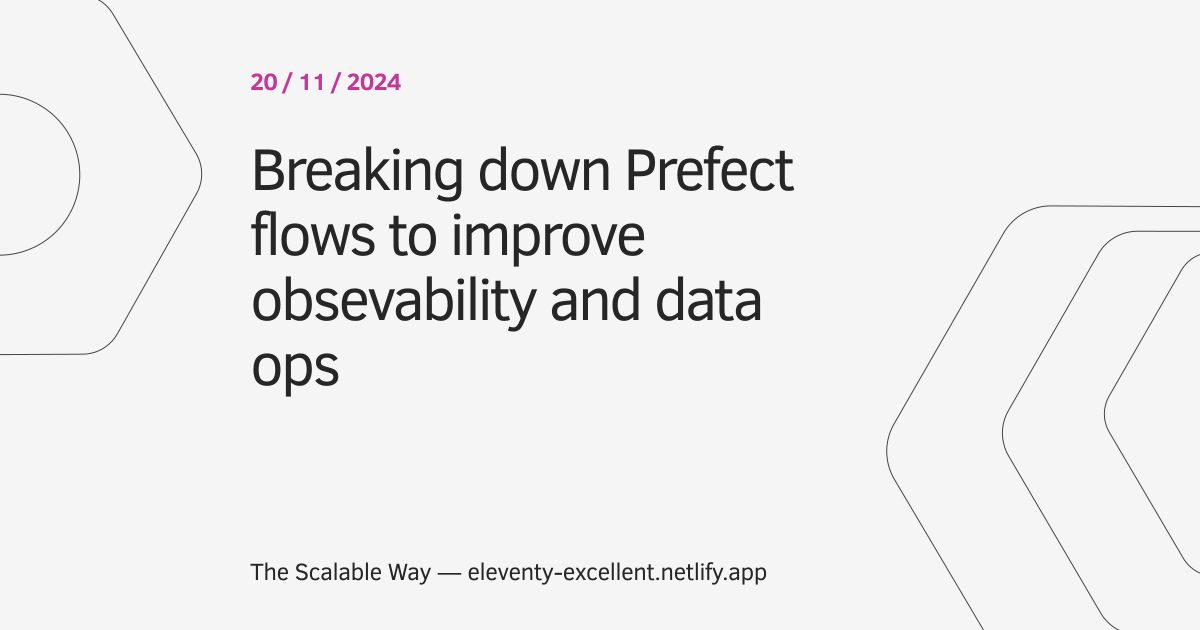 20 / 11 / 2024
Breaking down Prefect
flows to improve
obsevability and data
ops
The Scalable Way — eleventy-excellent.netlify.app